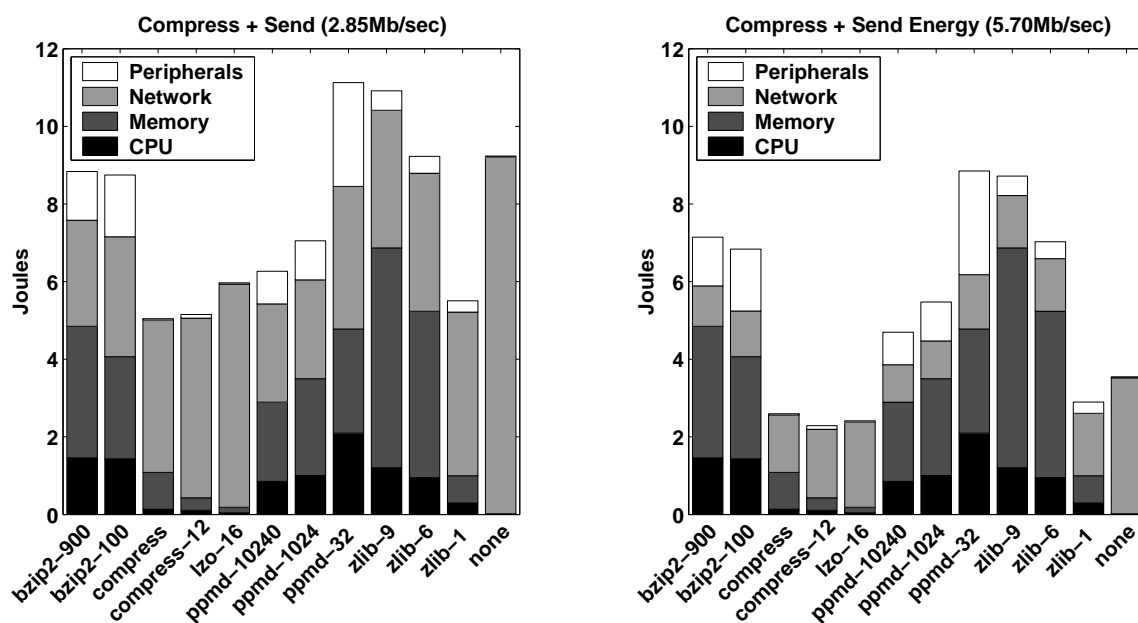 Compress + Send (2.85Mb/sec)
12
10
8
6
4
2
0
Joules
Peripherals
Network
Memory
CPU
bzip2−900
bzip2−100
compress
compress−12
lzo−16
ppmd−10240
ppmd−1024
ppmd−32
zlib−9
zlib−6
zlib−1
none
Compress + Send Energy (5.70Mb/sec)
12
10
8
6
4
2
0
Joules
Peripherals
Network
Memory
CPU
bzip2−900
bzip2−100
compress
compress−12
lzo−16
ppmd−10240
ppmd−1024
ppmd−32
zlib−9
zlib−6
zlib−1
none